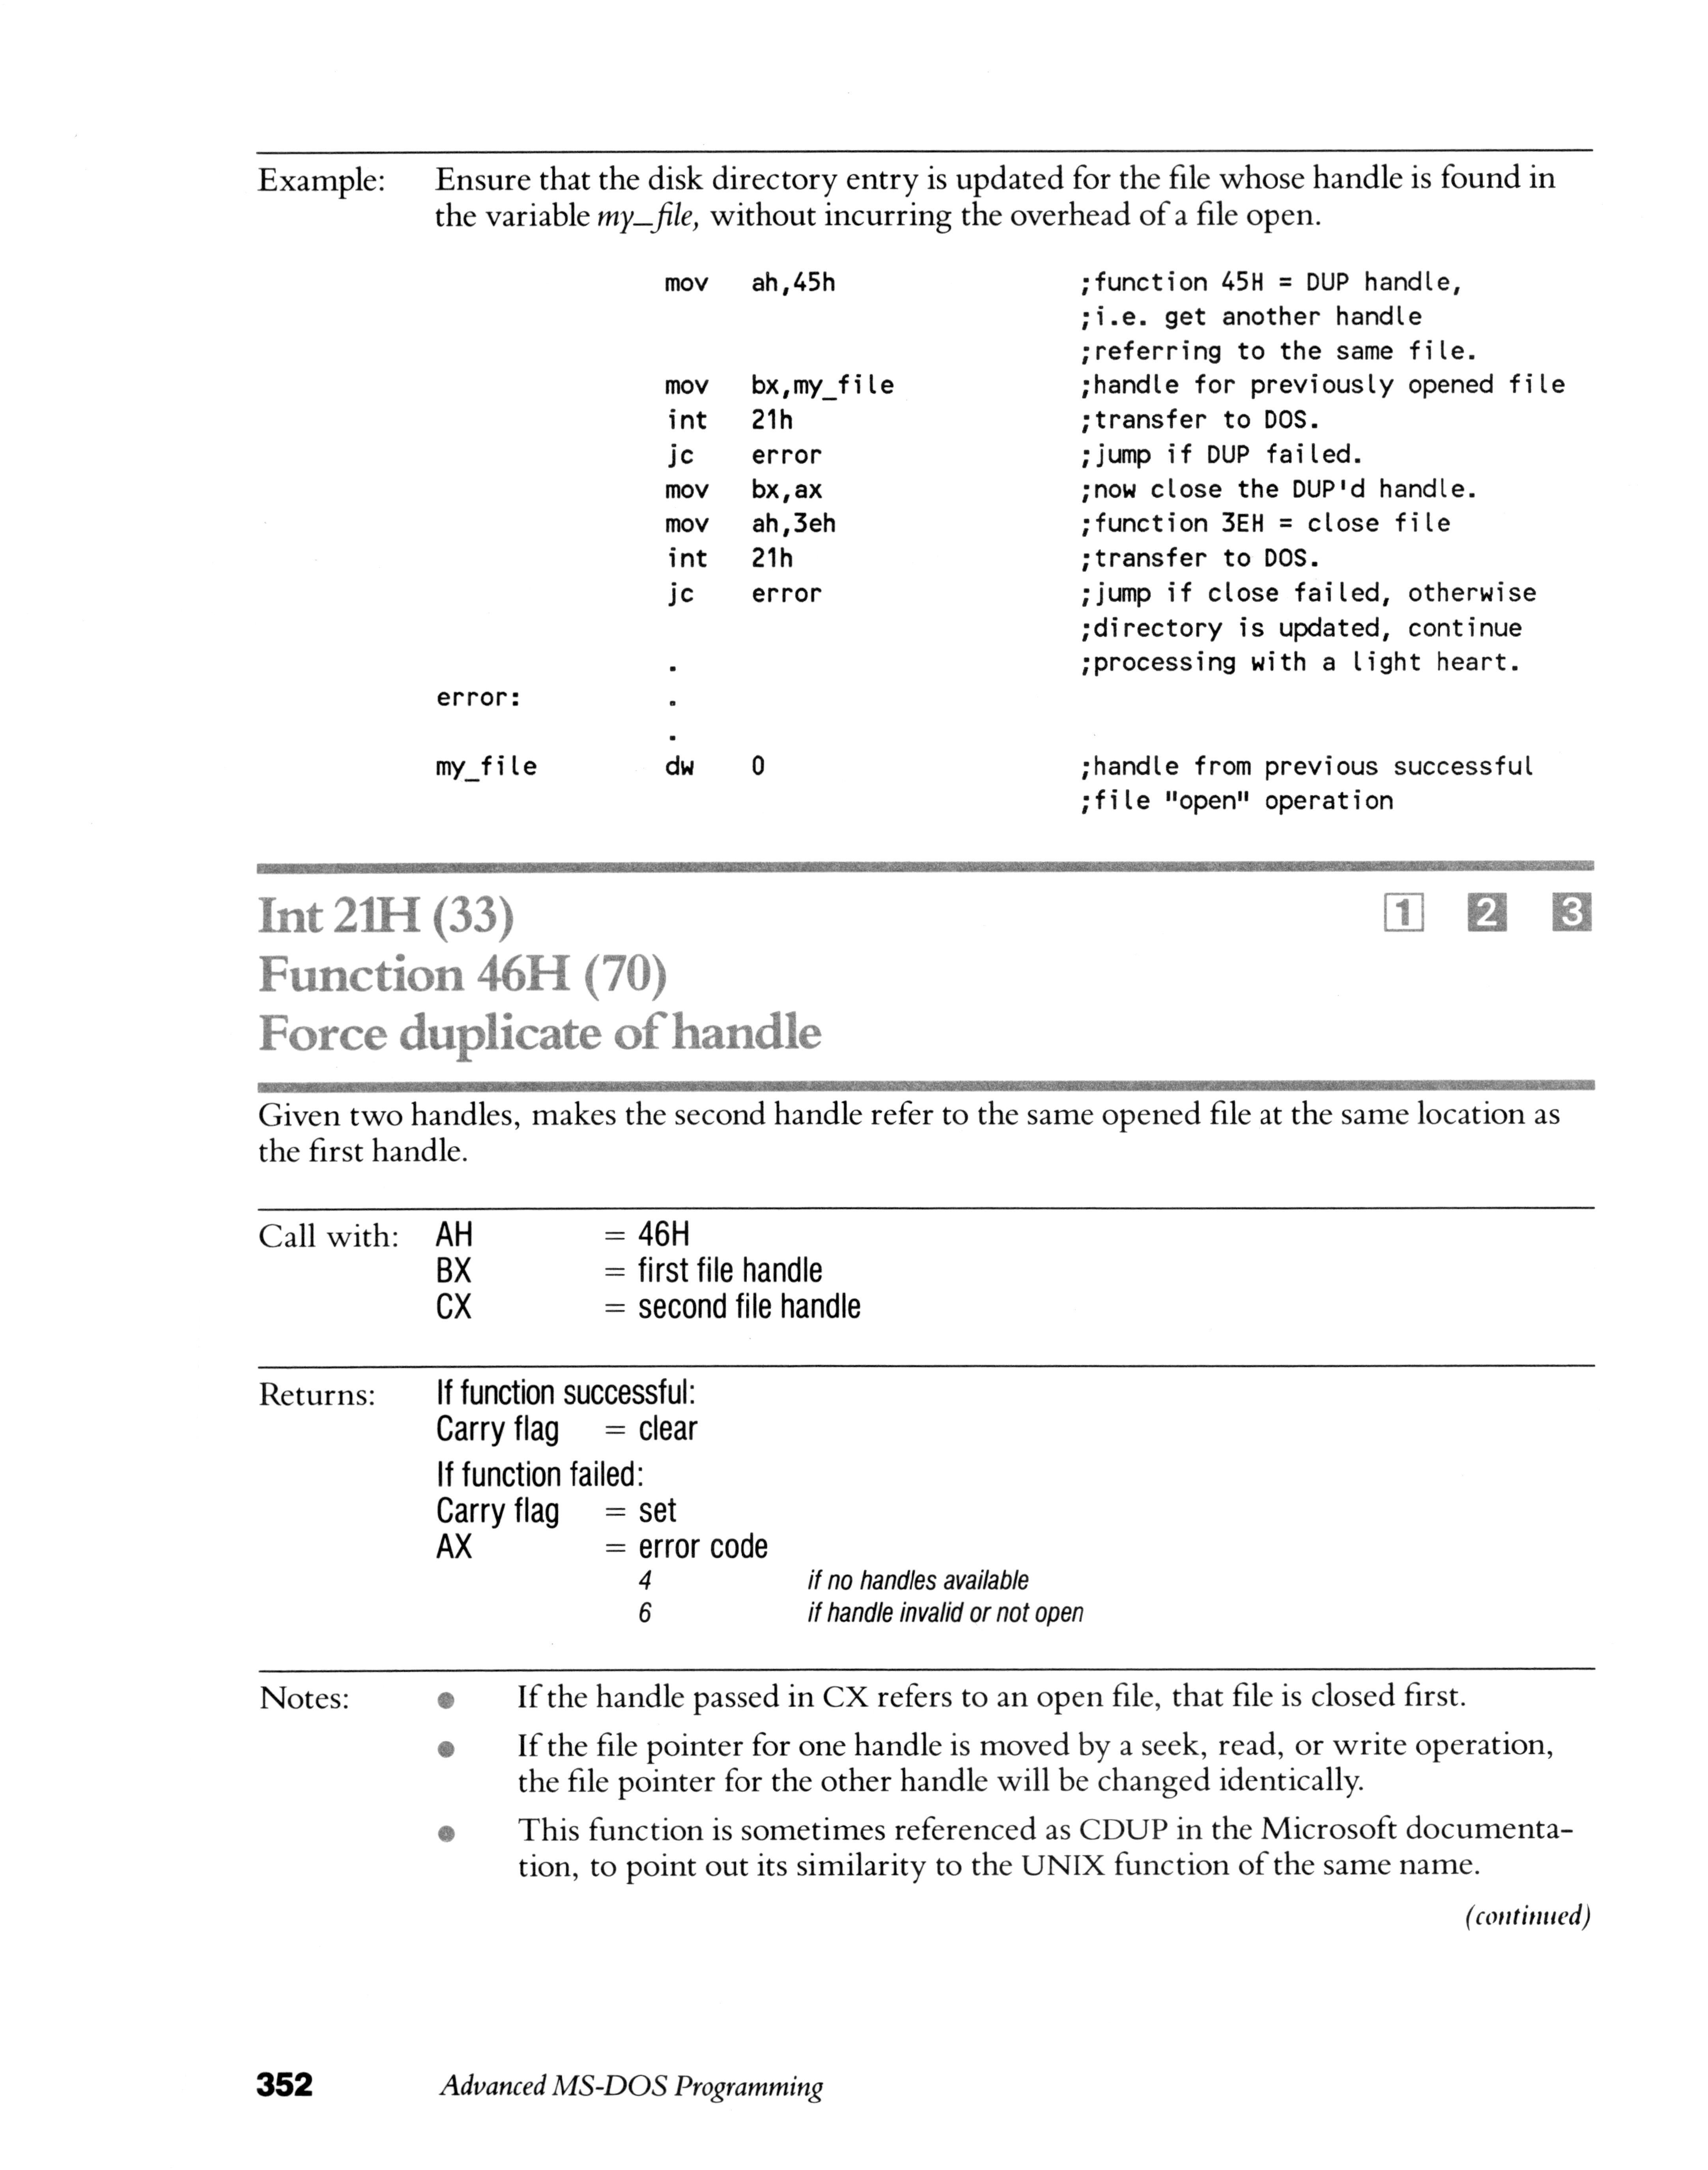 Example: Ensure that the disk directory entry is updated for the file whose handle is found in
the variable my_file, without incurring the overhead of a file open.
mov ah,45h ;function 45H = DUP handle,
;i.e. get another handle
;referring to the same file.
mov bx,my_file ;handle for previously opened file
int 21h ;transfer to DOS.
jc error ;jump if DUP failed.
mov bx,ax ;now close the DUP'd handle.
mov ah,3eh ;function 3EH = close file
int 21h ;transfer to DOS.
jc error ;jump if close failed, otherwise
;directory is updated, continue
. ;processing with a light heart.
error: .
.
my_file dw 0 ;handle from previous successful
;file "open" operation
Int 21H (33) 1 2 3
Function 46H (70)
Force duplicate of handle
Given two handles, makes the second handle refer to the same opened file at the same location as
the first handle.
Call with: AH = 46H
BX = first file handle
CX = second file handle
Returns: If function successful:
Carry flag = clear
If function failed:
Carry flag = set
AX = error code
4 if no handles available
6 if handle invalid or not open
Notes: ● If the handle passed in CX refers to an open file, that file is closed first.
● If the file pointer for one handle is moved by a seek, read, or write operation,
the file pointer for the other handle will be changed identically.
● This function is sometimes referenced as CDUP in the Microsoft documenta-
tion, to point out its similarity to the UNIX function of the same name.
(continued)
352 Advanced MS-DOS Programming